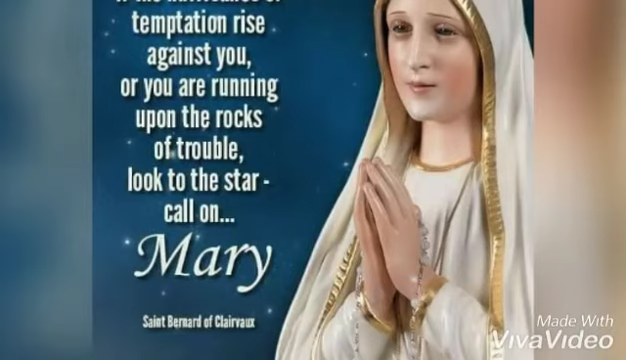 temptation rise
against you,
or you are running
upon the rocks
of trouble,
look to the star -
call on...
Mary
Saint Bernard of Clairvaux
Made With
VivaVideo